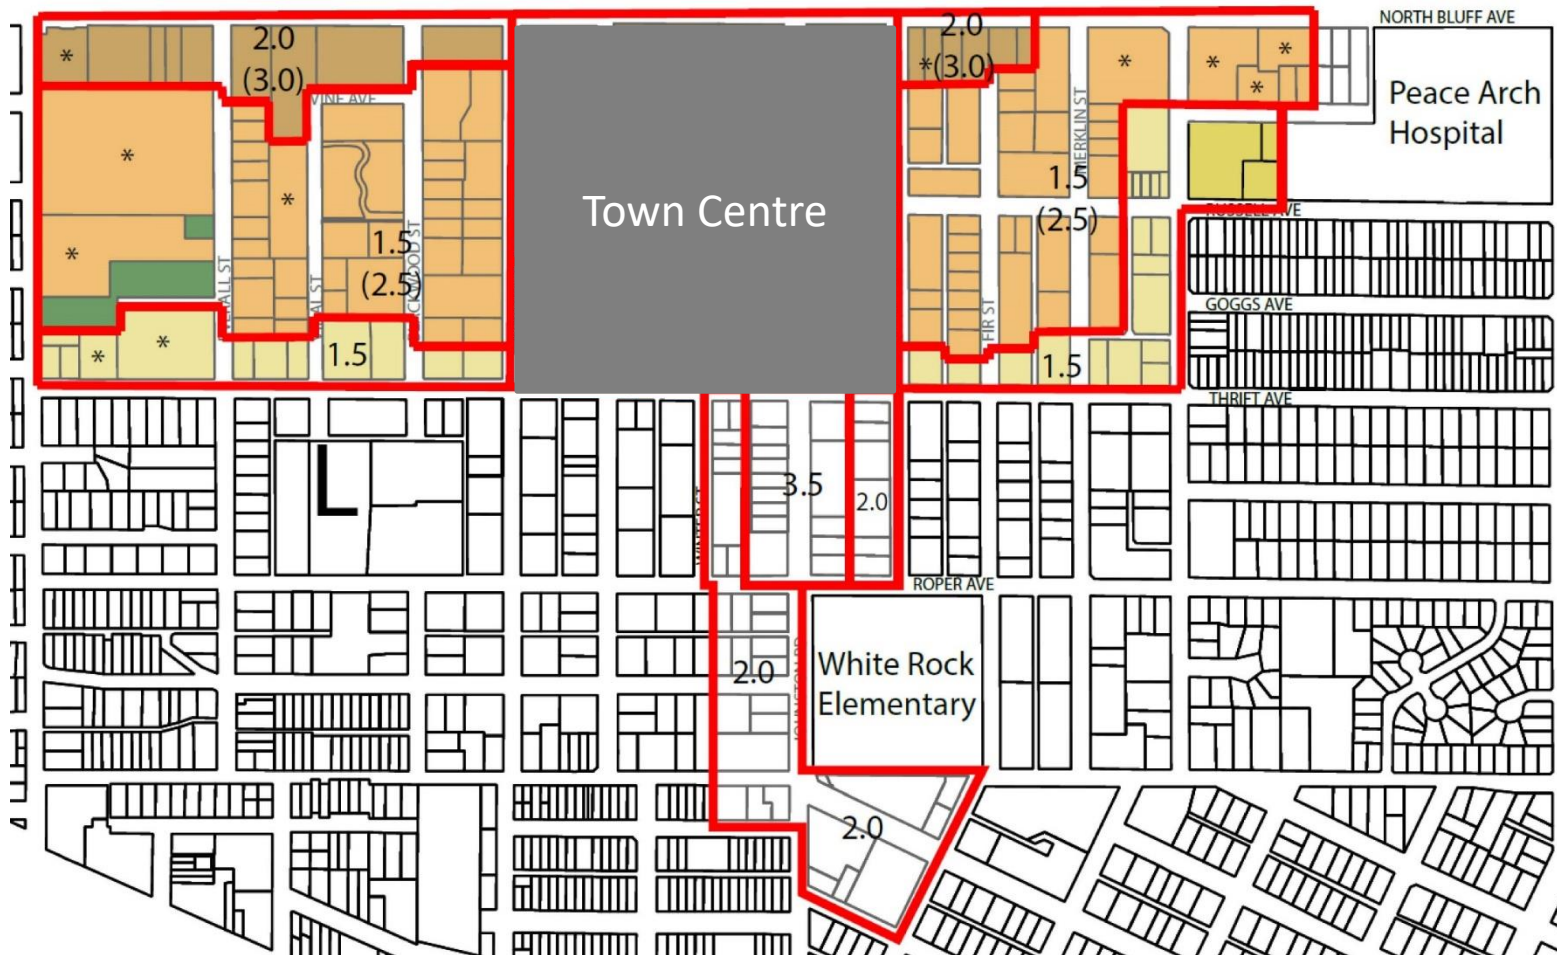 NORTH BLUFF AVE
2.0
(3.0)
2.0
*(3.0)
*
*
*
*
*
Peace Arch
Hospital
VINE AVE
*
*
*
Town Centre
MERKLIN ST
1.5
(2.5)
RUSSELL AVE
1.5
(2.5)
GOGGS AVE
FIR ST
*
*
1.5
1.5
THRIFT AVE
L
3.5
2.0
ROPER AVE
2.0
White Rock
Elementary
2.0